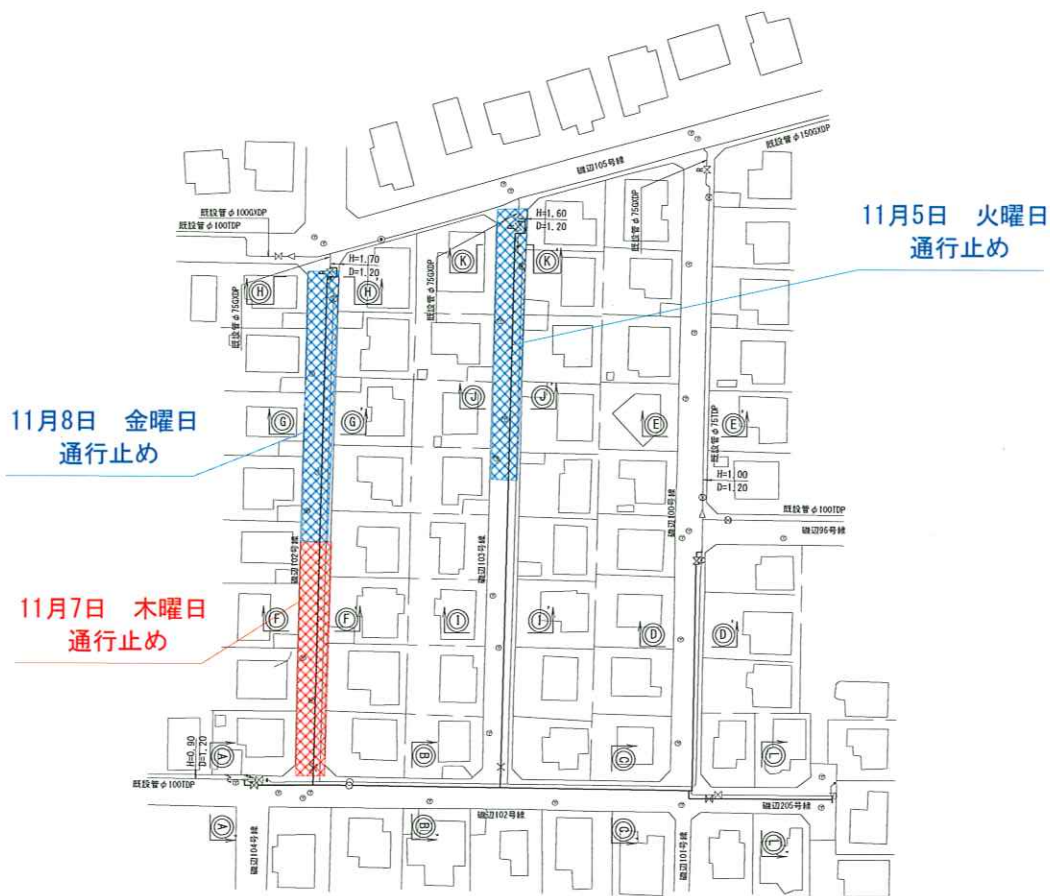 既設管φ150GXDP
磯辺105号線
既設管φ75GXDP
既設管φ100GXDP
既設管φ100TDP
H=1.60
D=1.20
11月5日 火曜日
通行止め
H=1.70
D=1.20
K
K'
H
H'
既設管φ75GXDP
既設管φ75GXDP
J
J'
11月8日 金曜日
通行止め
G
G'
E
E'
既設管φ75TDP
H=1.00
D=1.20
既設管φ100TDP
磯辺96号線
磯辺100号線
磯辺103号線
磯辺102号線
11月7日 木曜日
通行止め
F
F'
I
I'
D
D'
H=0.90
D=1.20
A
B
C
L
既設管φ100TDP
磯辺102号線
磯辺205号線
A'
B'
C'
L'
磯辺104号線
磯辺101号線